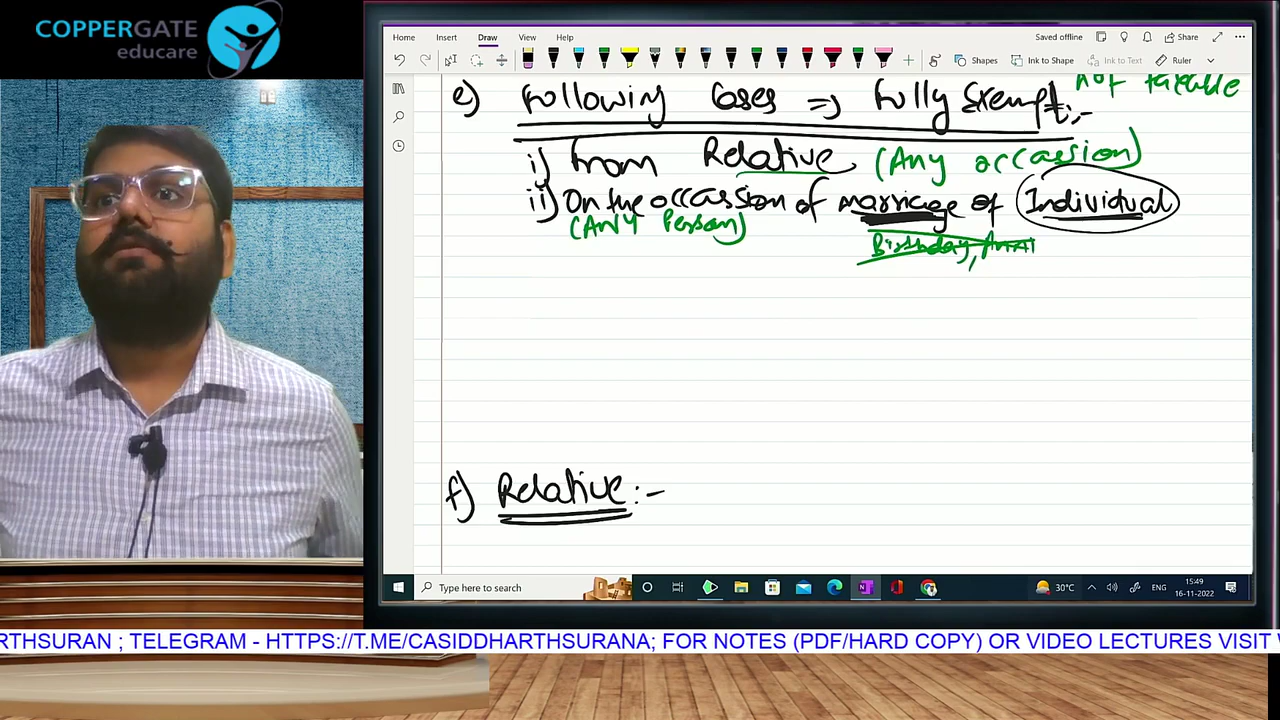 COPPERGATE
educare
Home Insert Draw View Help
Saved offline
Share
Shapes
Ink to Shape
Ink to Text
Ruler
not taxable
e) Following Cases => Fully Exempt:-
i) From Relative (Any occassion)
ii) On the occassion of marriage of Individual
(Any Person)
Birthday,
f) Relative:-
Type here to search
30°C
ENG
15:49
16-11-2022
RTHSURAN ; TELEGRAM - HTTPS://T.ME/CASIDDHARTHSURANA; FOR NOTES (PDF/HARD COPY) OR VIDEO LECTURES VISIT